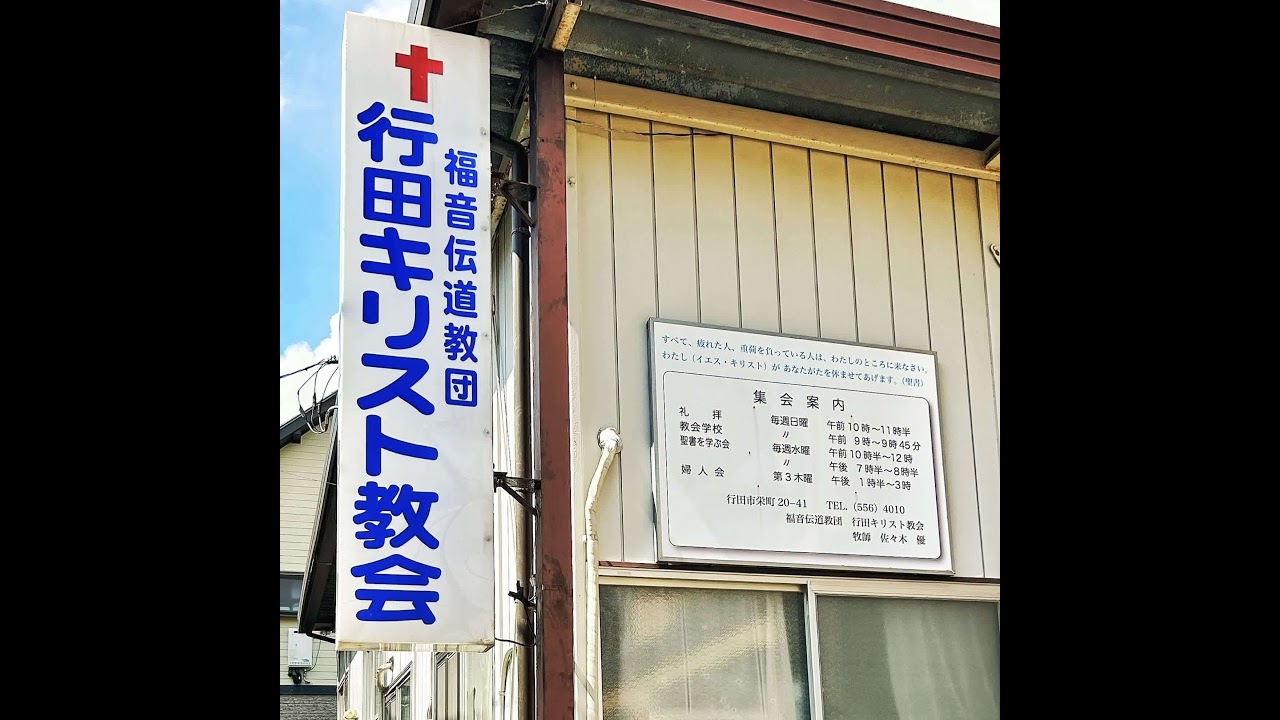 福音伝道教団
行田キリスト教会
すべて、疲れた人、重荷を負っている人は、わたしのところに来なさい。
わたし（イエス・キリスト）が あなたがたを休ませてあげます。（聖書）
集会案内
礼拝 毎週日曜 午前10時〜11時半
教会学校 〃 午前 9時〜9時45分
聖書を学ぶ会 毎週水曜 午前10時半〜12時
〃 午後 7時半〜8時半
婦人会 第3木曜 午後 1時半〜3時
行田市栄町20-41 TEL.（556）4010
福音伝道教団 行田キリスト教会
牧師 佐々木 優